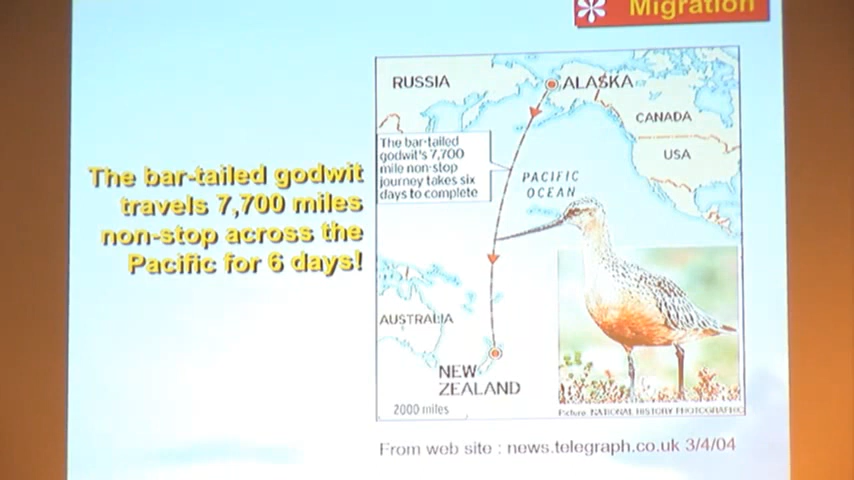 Migration
The bar-tailed godwit
travels 7,700 miles
non-stop across the
Pacific for 6 days!
RUSSIA
ALASKA
CANADA
USA
The bar-tailed
godwit's 7,700
mile non-stop
journey takes six
days to complete
PACIFIC
OCEAN
AUSTRALIA
NEW
ZEALAND
2000 miles
Picture: NATIONAL HISTORY PHOTOGRAPHIC
From web site : news.telegraph.co.uk 3/4/04